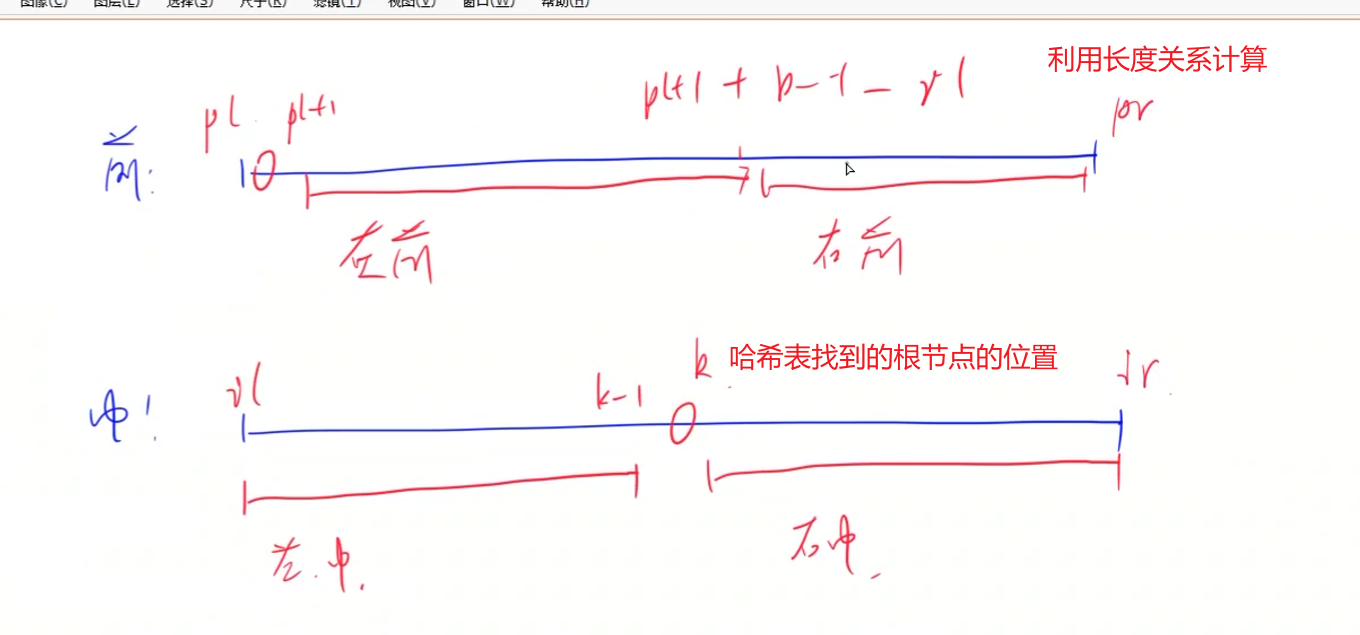 图像(C) 图层(L) 选择(S) 尺寸(R) 滤镜(T) 视图(V) 窗口(W) 帮助(H)
利用长度关系计算
pl pl+1 pl+1 + k-1-il pr
前:
左前 右前
哈希表找到的根节点的位置
il k-1 k ir
中:
左中 右中